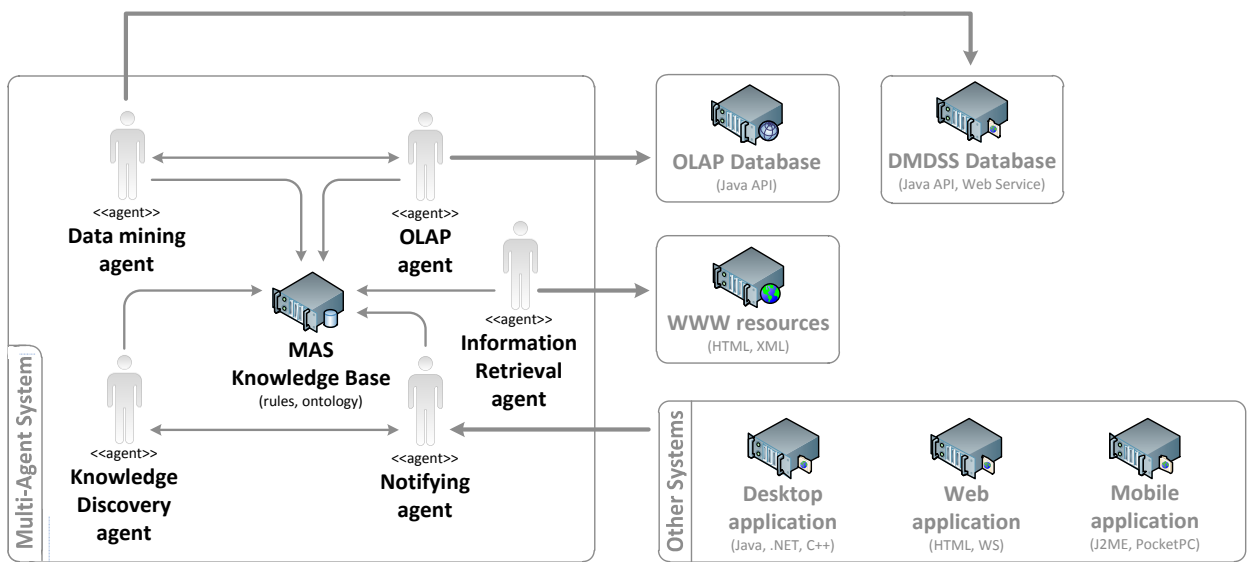 <<agent>>
Data mining
agent
<<agent>>
OLAP
agent
OLAP Database
(Java API)
DMDSS Database
(Java API, Web Service)
MAS
Knowledge Base
(rules, ontology)
<<agent>>
Information
Retrieval
agent
WWW resources
(HTML, XML)
Multi-Agent System
<<agent>>
Knowledge
Discovery
agent
<<agent>>
Notifying
agent
Other Systems
Desktop
application
(Java, .NET, C++)
Web
application
(HTML, WS)
Mobile
application
(J2ME, PocketPC)